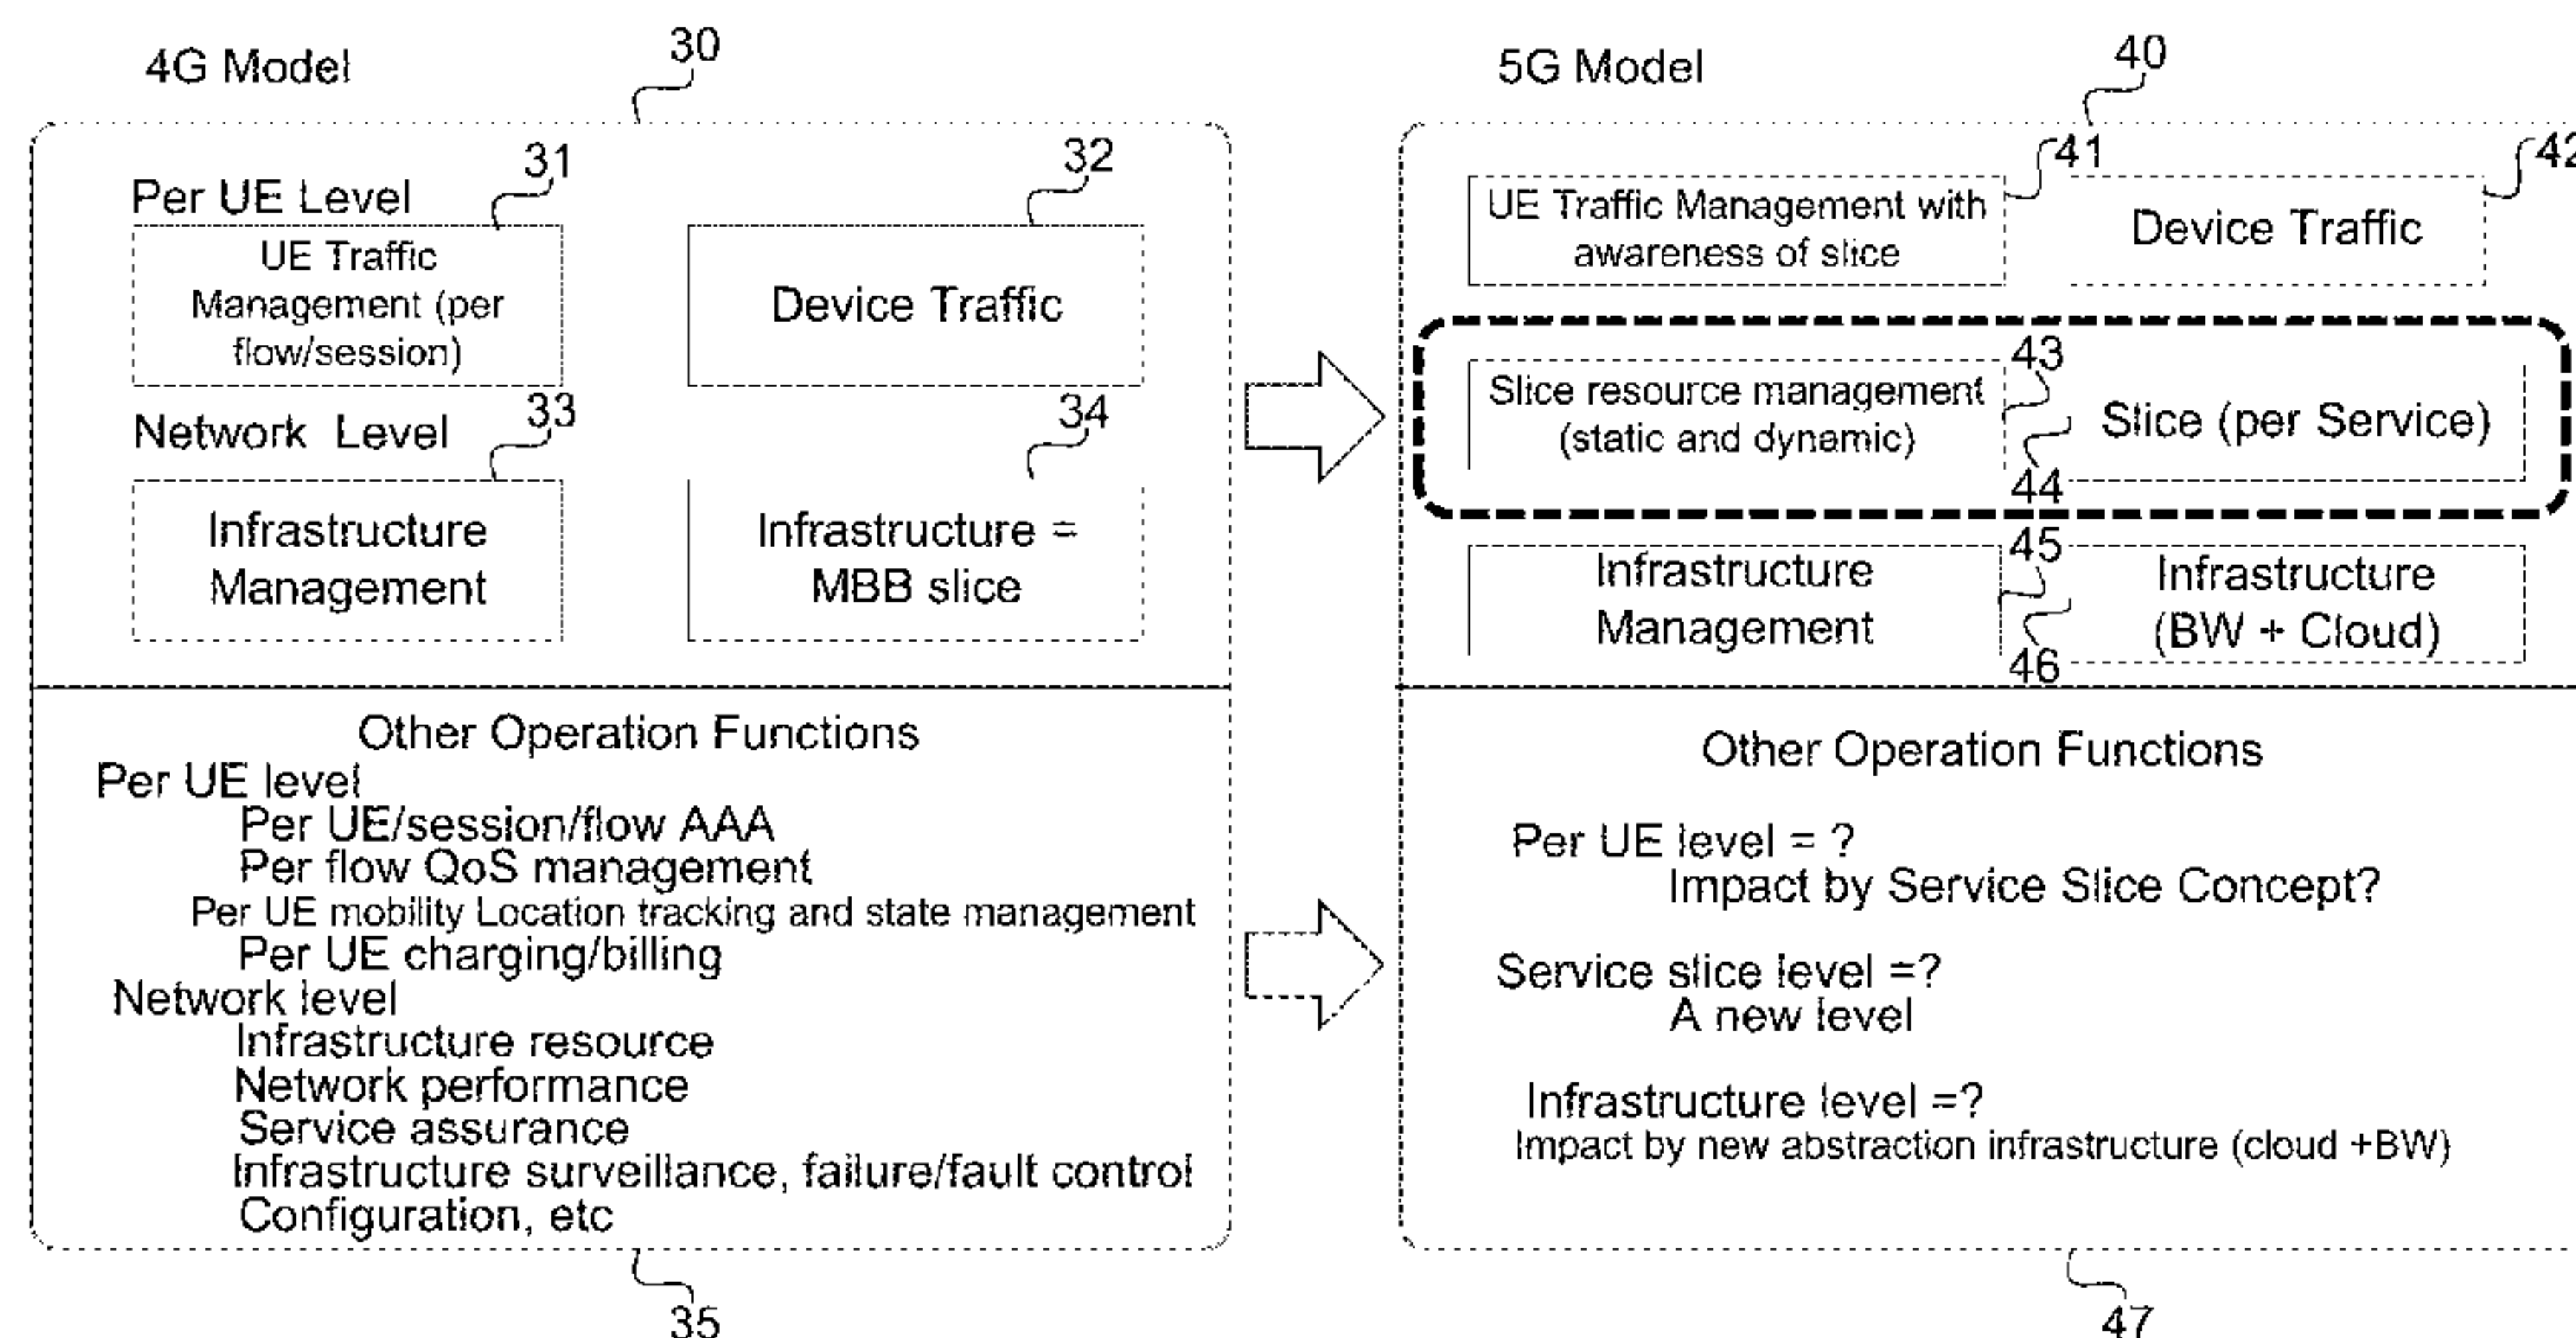 4G Model
30
31
32
Per UE Level
UE Traffic
Management (per
flow/session)
Device Traffic
33
34
Network Level
Infrastructure
Management
Infrastructure =
MBB slice
Other Operation Functions
Per UE level
Per UE/session/flow AAA
Per flow QoS management
Per UE mobility Location tracking and state management
Per UE charging/billing
Network level
Infrastructure resource
Network performance
Service assurance
Infrastructure surveillance, failure/fault control
Configuration, etc
35
5G Model
40
41
42
UE Traffic Management with
awareness of slice
Device Traffic
43
Slice resource management
(static and dynamic)
44
Slice (per Service)
45
Infrastructure
Management
46
Infrastructure
(BW + Cloud)
Other Operation Functions
Per UE level = ?
Impact by Service Slice Concept?
Service slice level =?
A new level
Infrastructure level =?
Impact by new abstraction infrastructure (cloud +BW)
47